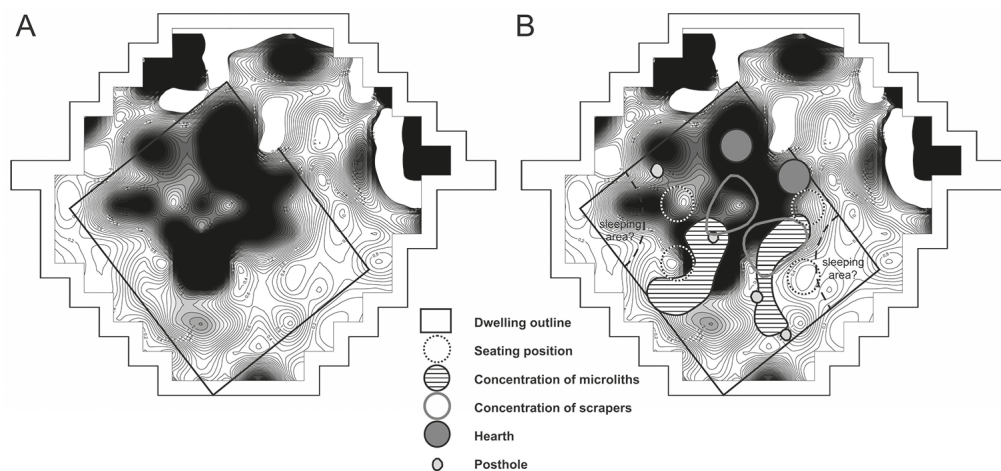 A
B
sleeping
area?
sleeping
area?
Dwelling outline
Seating position
Concentration of microliths
Concentration of scrapers
Hearth
Posthole